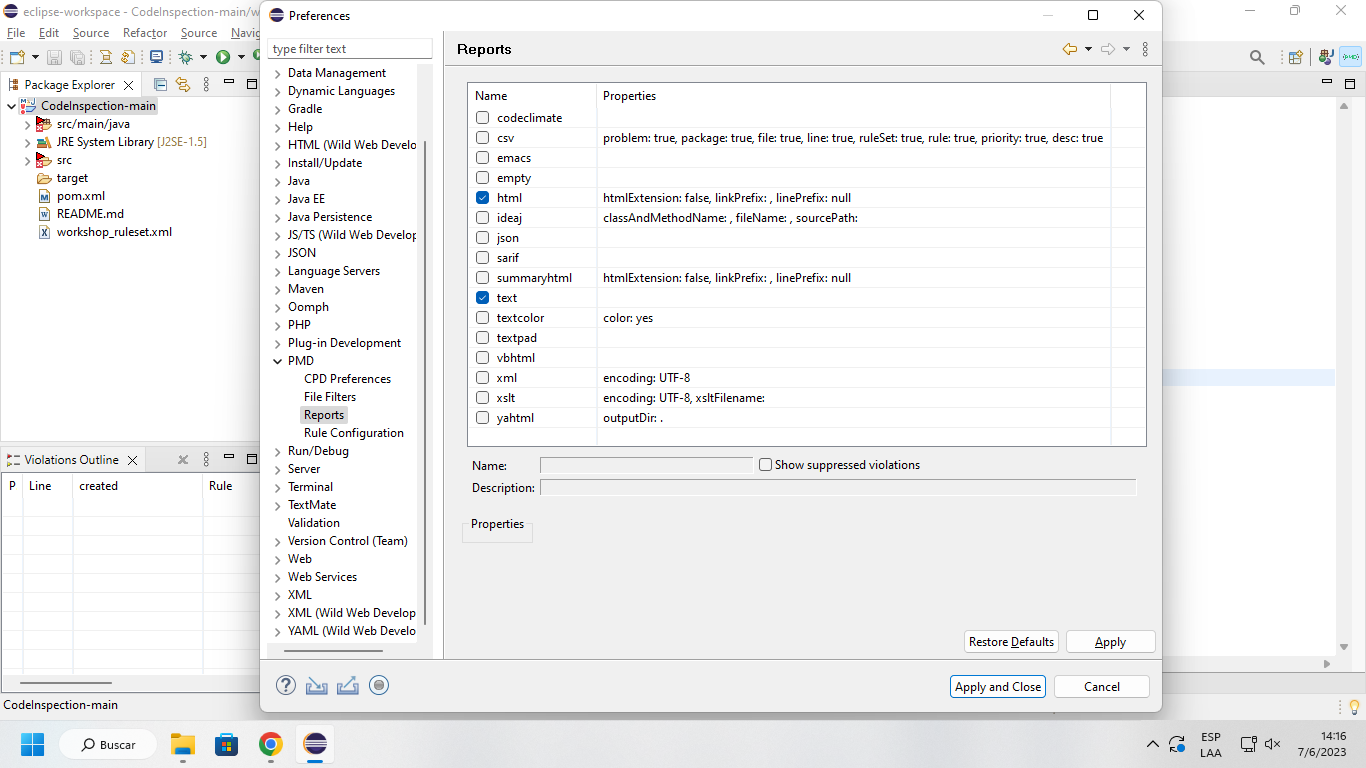 eclipse-workspace - CodeInspection-main/w
File Edit Source Refactor Source Navig
Package Explorer
CodeInspection-main
src/main/java
JRE System Library [J2SE-1.5]
src
target
pom.xml
README.md
workshop_ruleset.xml
Violations Outline
P Line created Rule
CodeInspection-main
Preferences
type filter text
Data Management
Dynamic Languages
Gradle
Help
HTML (Wild Web Develo
Install/Update
Java
Java EE
Java Persistence
JS/TS (Wild Web Develop
JSON
Language Servers
Maven
Oomph
PHP
Plug-in Development
PMD
CPD Preferences
File Filters
Reports
Rule Configuration
Run/Debug
Server
Terminal
TextMate
Validation
Version Control (Team)
Web
Web Services
XML
XML (Wild Web Develop
YAML (Wild Web Develo
Reports
Name Properties
codeclimate
csv problem: true, package: true, file: true, line: true, ruleSet: true, rule: true, priority: true, desc: true
emacs
empty
html htmlExtension: false, linkPrefix: , linePrefix: null
ideaj classAndMethodName: , fileName: , sourcePath:
json
sarif
summaryhtml htmlExtension: false, linkPrefix: , linePrefix: null
text
textcolor color: yes
textpad
vbhtml
xml encoding: UTF-8
xslt encoding: UTF-8, xsltFilename:
yahtml outputDir: .
Name: Show suppressed violations
Description:
Properties
Restore Defaults Apply
Apply and Close Cancel
Buscar
ESP
LAA
14:16
7/6/2023